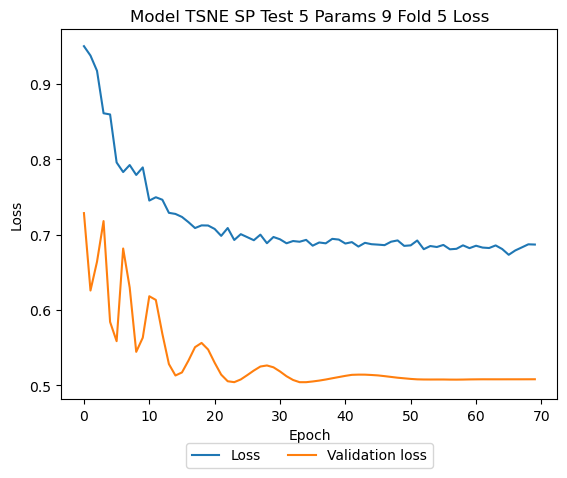 Model TSNE SP Test 5 Params 9 Fold 5 Loss
Loss
0.9
0.8
0.7
0.6
0.5
0 10 20 30 40 50 60 70
Epoch
Loss Validation loss